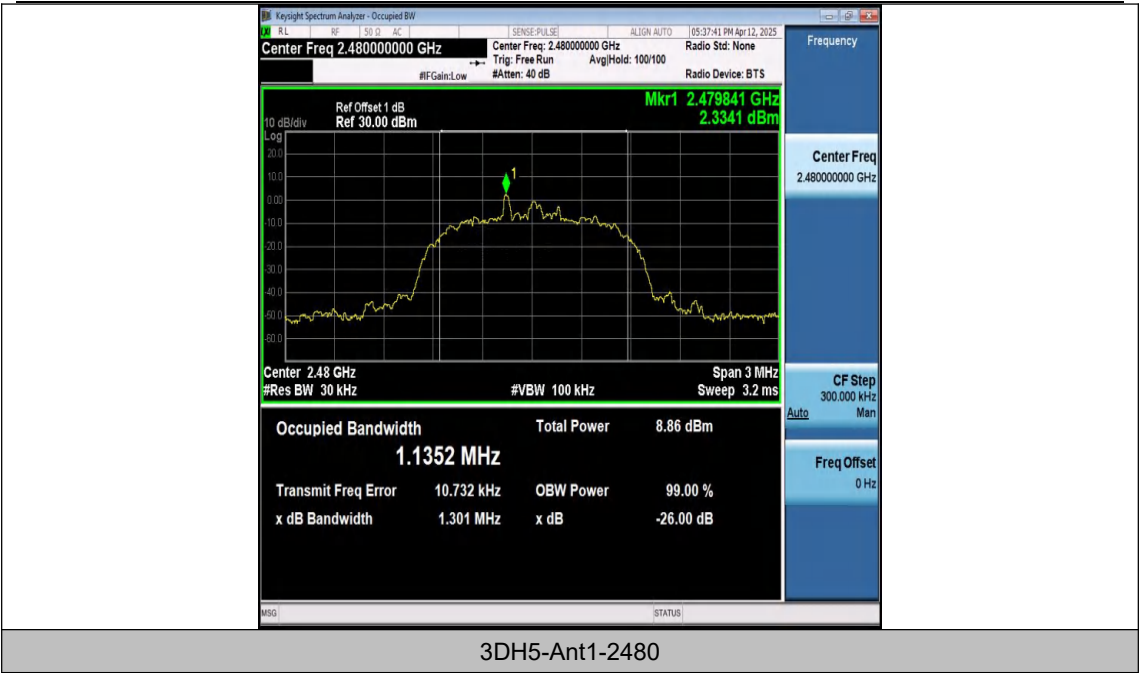 Keysight Spectrum Analyzer - Occupied BW
RL RF 50 Ω AC SENSE:PULSE ALIGN AUTO 05:37:41 PM Apr 12, 2025
Center Freq 2.480000000 GHz Center Freq: 2.480000000 GHz Radio Std: None
Trig: Free Run Avg|Hold: 100/100
#IFGain:Low #Atten: 40 dB Radio Device: BTS
Frequency
Mkr1 2.479841 GHz
2.3341 dBm
Ref Offset 1 dB
10 dB/div Ref 30.00 dBm
Log
20.0
10.0
0.00
-10.0
-20.0
-30.0
-40.0
-50.0
-60.0
1
Center 2.48 GHz Span 3 MHz
#Res BW 30 kHz #VBW 100 kHz Sweep 3.2 ms
Center Freq
2.480000000 GHz
CF Step
300.000 kHz
Auto Man
Freq Offset
0 Hz
Occupied Bandwidth Total Power 8.86 dBm
1.1352 MHz
Transmit Freq Error 10.732 kHz OBW Power 99.00 %
x dB Bandwidth 1.301 MHz x dB -26.00 dB
MSG STATUS
3DH5-Ant1-2480